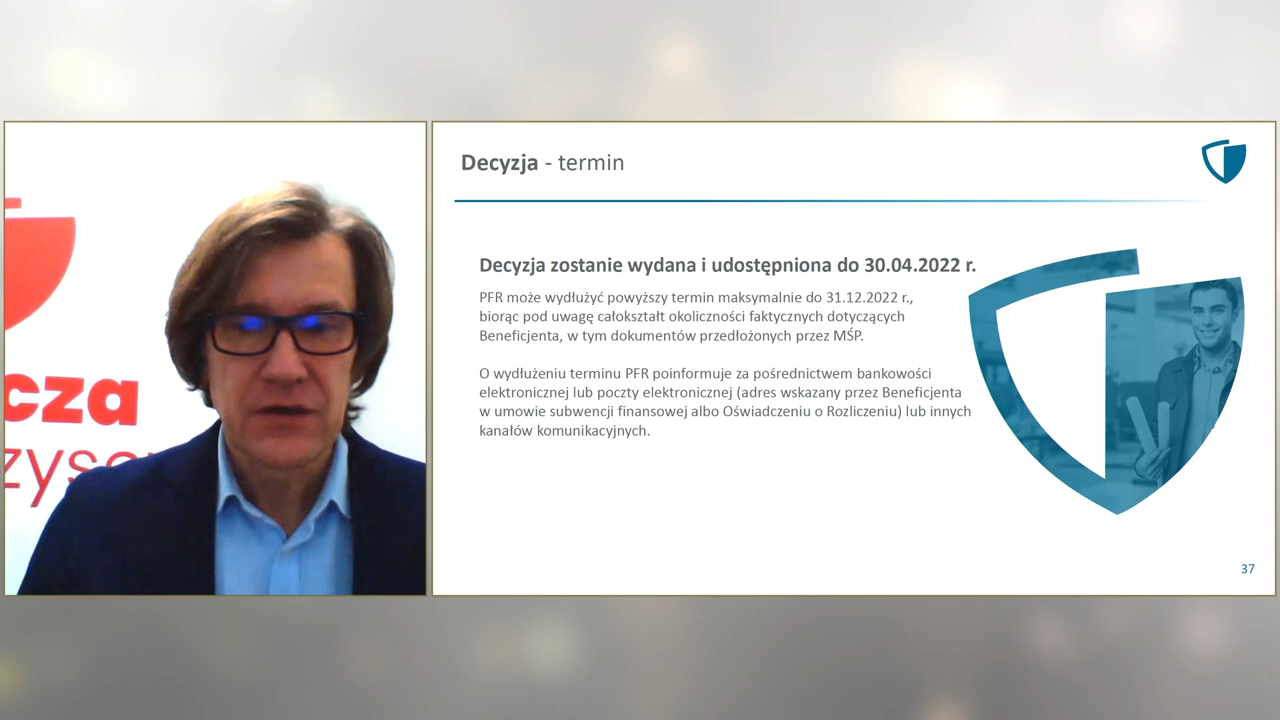 cza
zyso
Decyzja - termin
Decyzja zostanie wydana i udostępniona do 30.04.2022 r.
PFR może wydłużyć powyższy termin maksymalnie do 31.12.2022 r.,
biorąc pod uwagę całokształt okoliczności faktycznych dotyczących
Beneficjenta, w tym dokumentów przedłożonych przez MŚP.
O wydłużeniu terminu PFR poinformuje za pośrednictwem bankowości
elektronicznej lub poczty elektronicznej (adres wskazany przez Beneficjenta
w umowie subwencji finansowej albo Oświadczeniu o Rozliczeniu) lub innych
kanałów komunikacyjnych.
37